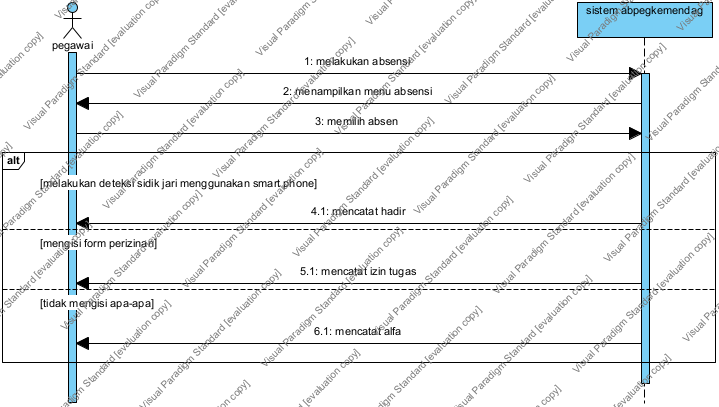 pegawai
sistem abpegkemendag
1: melakukan absensi
2: menampilkan menu absensi
3: memilih absen
alt
[melakukan deteksi sidik jari menggunakan smart phone]
4.1: mencatat hadir
[mengisi form perizinan]
5.1: mencatat izin tugas
[tidak mengisi apa-apa]
6.1: mencatat alfa
Visual Paradigm Standard [evaluation copy]